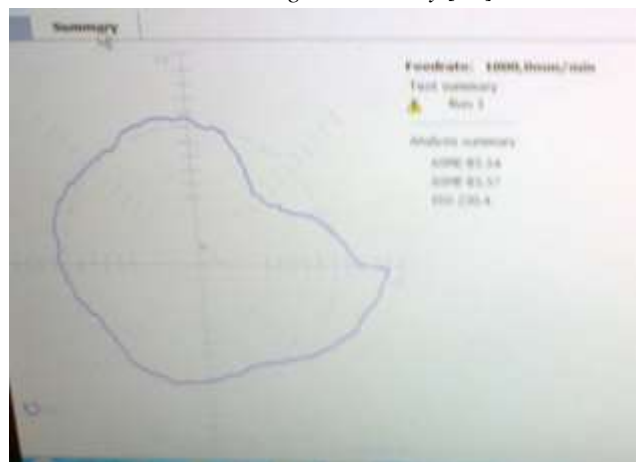 Summary
Feedrate: 1000,0mm/min
Test summary
Run 1
Analysis summary
ASME B5.54
ASME B5.57
ISO 230-4